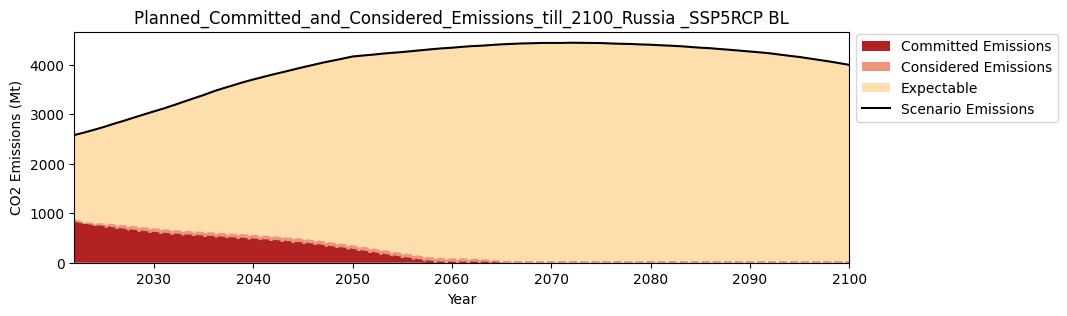 Planned_Committed_and_Considered_Emissions_till_2100_Russia _SSP5RCP BL
CO2 Emissions (Mt)
4000
3000
2000
1000
0
2030 2040 2050 2060 2070 2080 2090 2100
Year
Committed Emissions
Considered Emissions
Expectable
Scenario Emissions